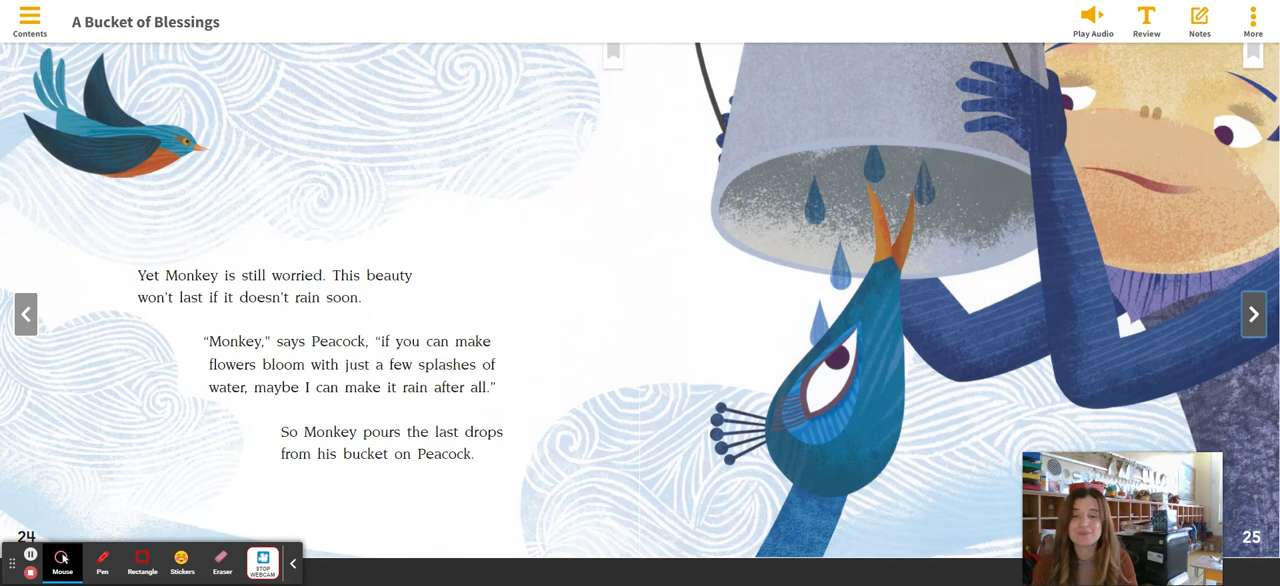 Contents
A Bucket of Blessings
Play Audio
Review
Notes
More
Yet Monkey is still worried. This beauty
won't last if it doesn't rain soon.
“Monkey,” says Peacock, “if you can make
flowers bloom with just a few splashes of
water, maybe I can make it rain after all.”
So Monkey pours the last drops
from his bucket on Peacock.
24
25
Mouse
Pen
Rectangle
Stickers
Eraser
STOP
WEBCAM